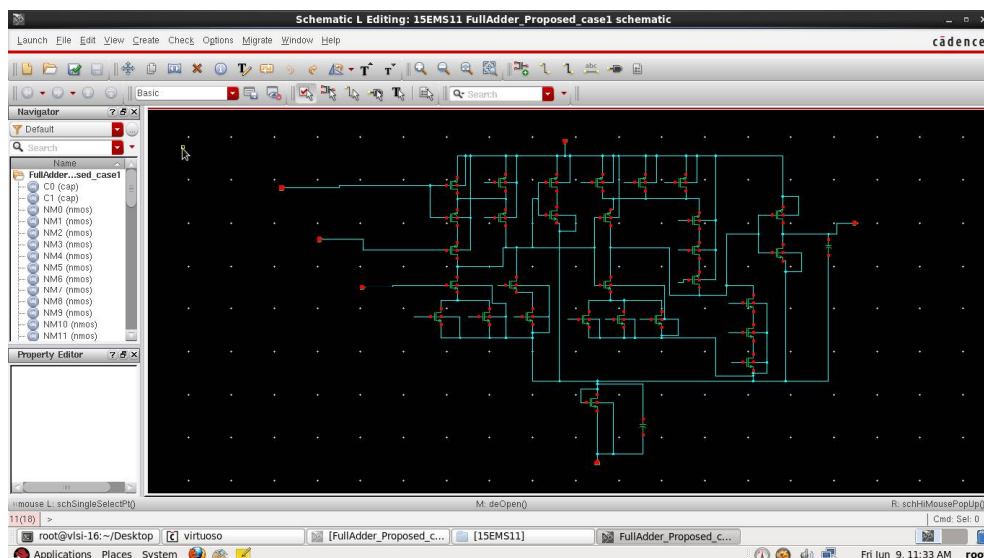 Schematic L Editing: 15EMS11 FullAdder_Proposed_case1 schematic
Launch File Edit View Create Check Options Migrate Window Help
cādence
abc
Basic
Search
Navigator
Default
Search
Name
FullAdder...sed_case1
C0 (cap)
C1 (cap)
NM0 (nmos)
NM1 (nmos)
NM2 (nmos)
NM3 (nmos)
NM4 (nmos)
NM5 (nmos)
NM6 (nmos)
NM7 (nmos)
NM8 (nmos)
NM9 (nmos)
NM10 (nmos)
NM11 (nmos)
Property Editor
mouse L: schSingleSelectPt()
M: deOpen()
R: schHiMousePopUp()
11(18) >
Cmd: Sel: 0
root@vlsi-16:~/Desktop
virtuoso
[FullAdder_Proposed_c...
[15EMS11]
FullAdder_Proposed_c...
Applications Places System
Fri Jun 9, 11:33 AM roo